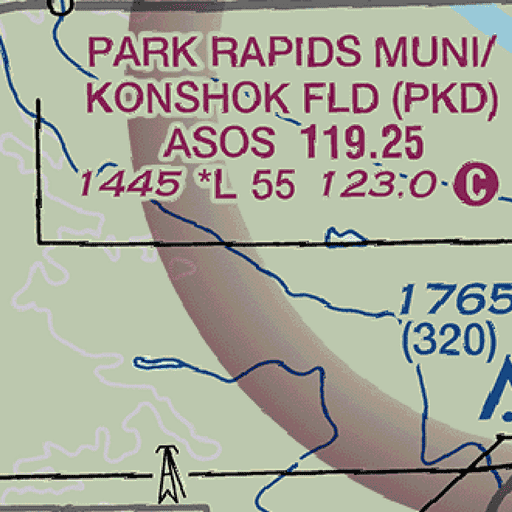 PARK RAPIDS MUNI/
KONSHOK FLD (PKD)
ASOS 119.25
1445 *L 55 123.0 C
1765
(320)